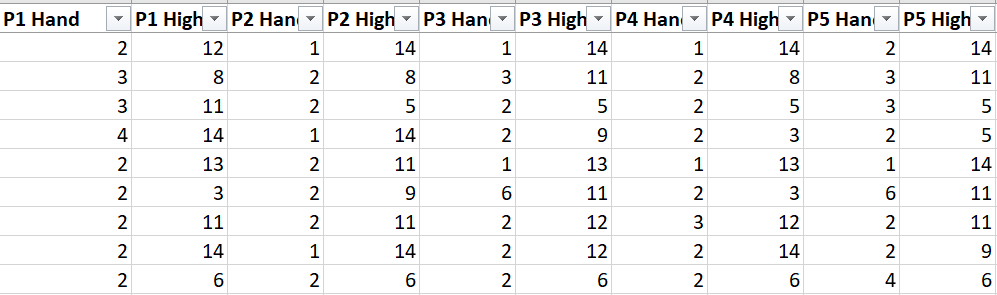 P1 Hand P1 High P2 Han P2 High P3 Han P3 High P4 Han P4 High P5 Han P5 High
2 12 1 14 1 14 1 14 2 14
3 8 2 8 3 11 2 8 3 11
3 11 2 5 2 5 2 5 3 5
4 14 1 14 2 9 2 3 2 5
2 13 2 11 1 13 1 13 1 14
2 3 2 9 6 11 2 3 6 11
2 11 2 11 2 12 3 12 2 11
2 14 1 14 2 12 2 14 2 9
2 6 2 6 2 6 2 6 4 6